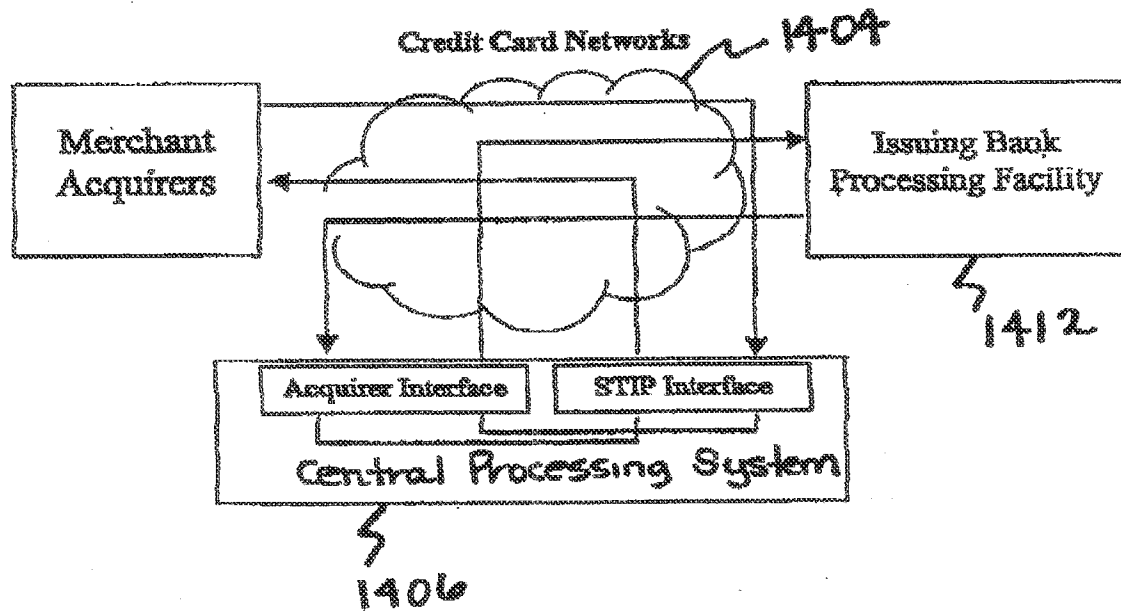 Credit Card Networks
1404
Merchant
Acquirers
Issuing Bank
Processing Facility
1412
Acquirer Interface
STIP Interface
Central Processing System
1406